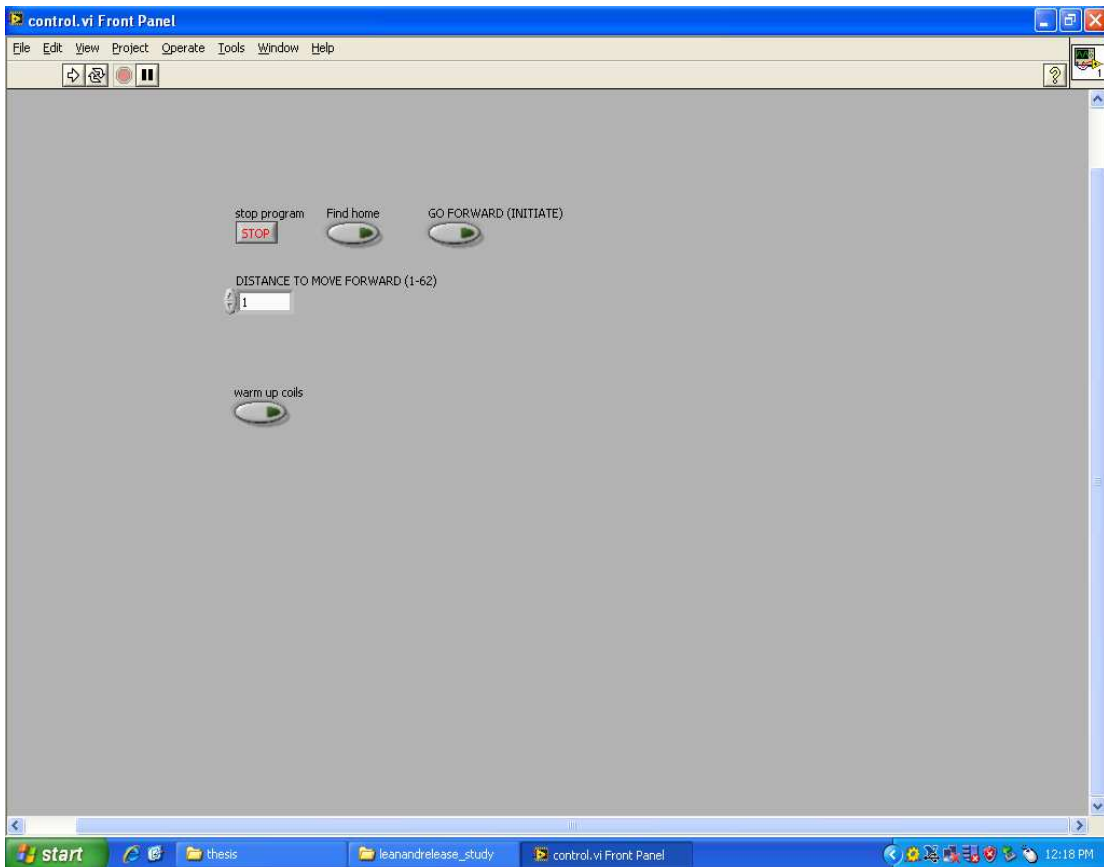 control.vi Front Panel
File Edit View Project Operate Tools Window Help
?
1
stop program Find home GO FORWARD (INITIATE)
STOP
DISTANCE TO MOVE FORWARD (1-62)
1
warm up coils
start thesis leanandrelease_study control.vi Front Panel 12:18 PM